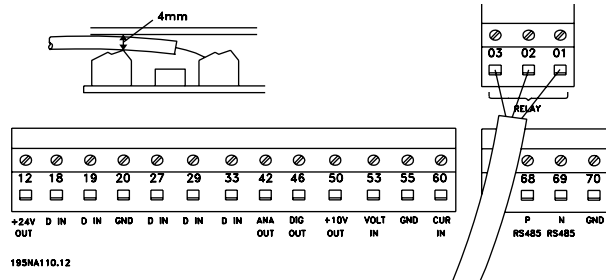 4mm
03 02 01
RELAY
12 18 19 20 27 29 33 42 46 50 53 55 60
+24V OUT D IN D IN GND D IN D IN D IN ANA OUT DIG OUT +10V OUT VOLT IN GND CUR IN
68 69 70
P RS485 N RS485 GND
195NA110.12